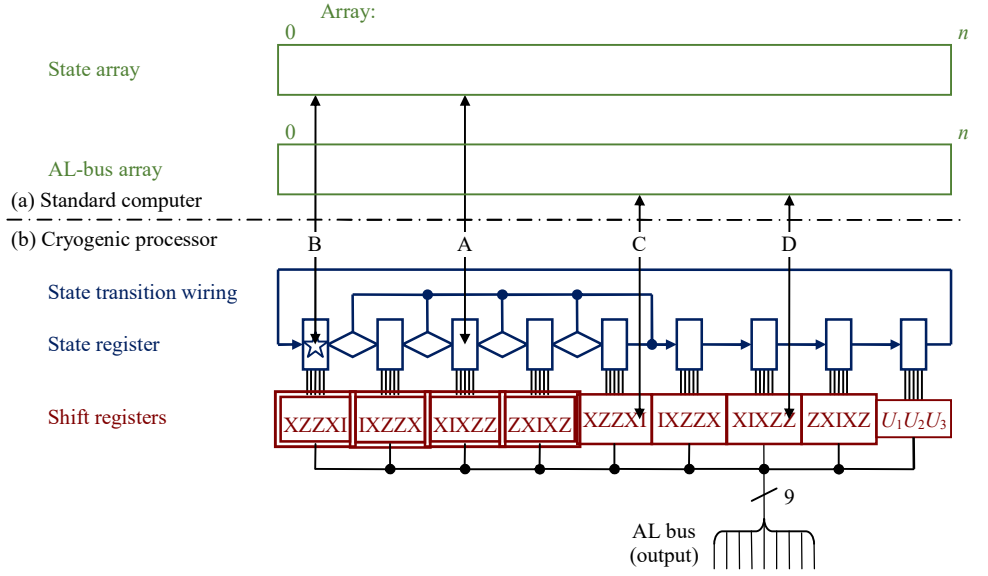 Array:
0 n
State array
0 n
AL-bus array
(a) Standard computer
(b) Cryogenic processor
B A C D
State transition wiring
State register
Shift registers
XZZXI IXZZX XIXZZ ZXIXZ XZZXI IXZZX XIXZZ ZXIXZ U₁U₂U₃
9
AL bus
(output)